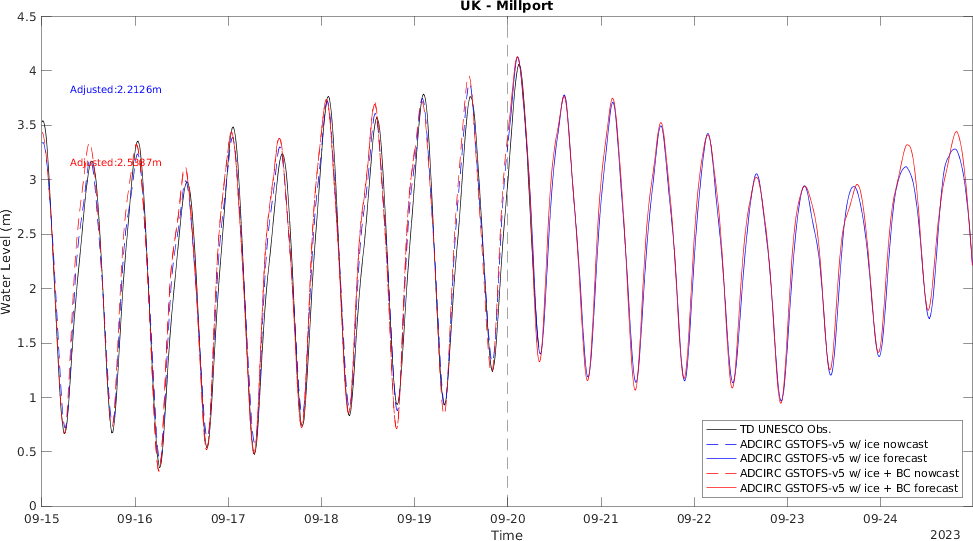 UK - Millport
4.5
4
3.5
3
2.5
2
1.5
1
0.5
0
Water Level (m)
Adjusted:2.2126m
Adjusted:2.5387m
TD UNESCO Obs.
ADCIRC GSTOFS-v5 w/ ice nowcast
ADCIRC GSTOFS-v5 w/ ice forecast
ADCIRC GSTOFS-v5 w/ ice + BC nowcast
ADCIRC GSTOFS-v5 w/ ice + BC forecast
09-15 09-16 09-17 09-18 09-19 09-20 09-21 09-22 09-23 09-24
Time
2023